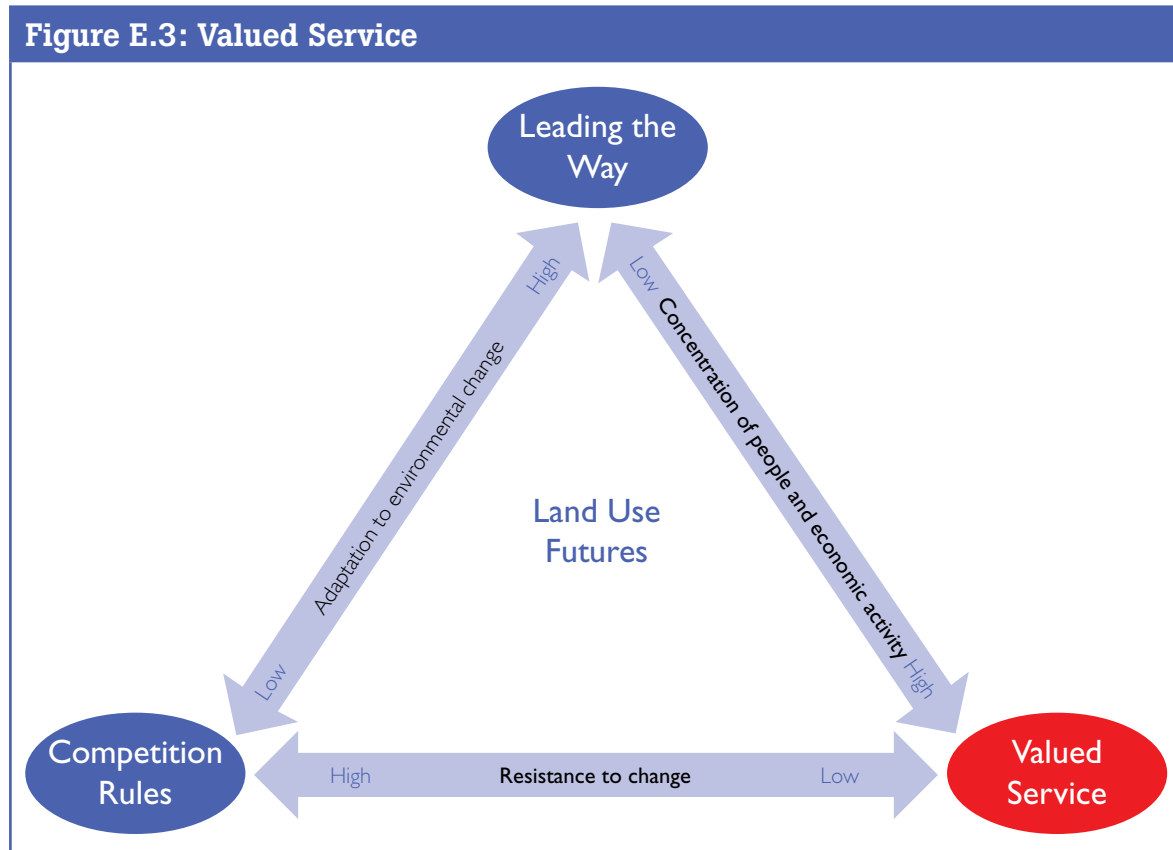 Figure E.3: Valued Service
Leading the
Way
High
Adaptation to environmental change
Low
Low
Concentration of people and economic activity
High
Land Use
Futures
Competition
Rules
High
Resistance to change
Low
Valued
Service